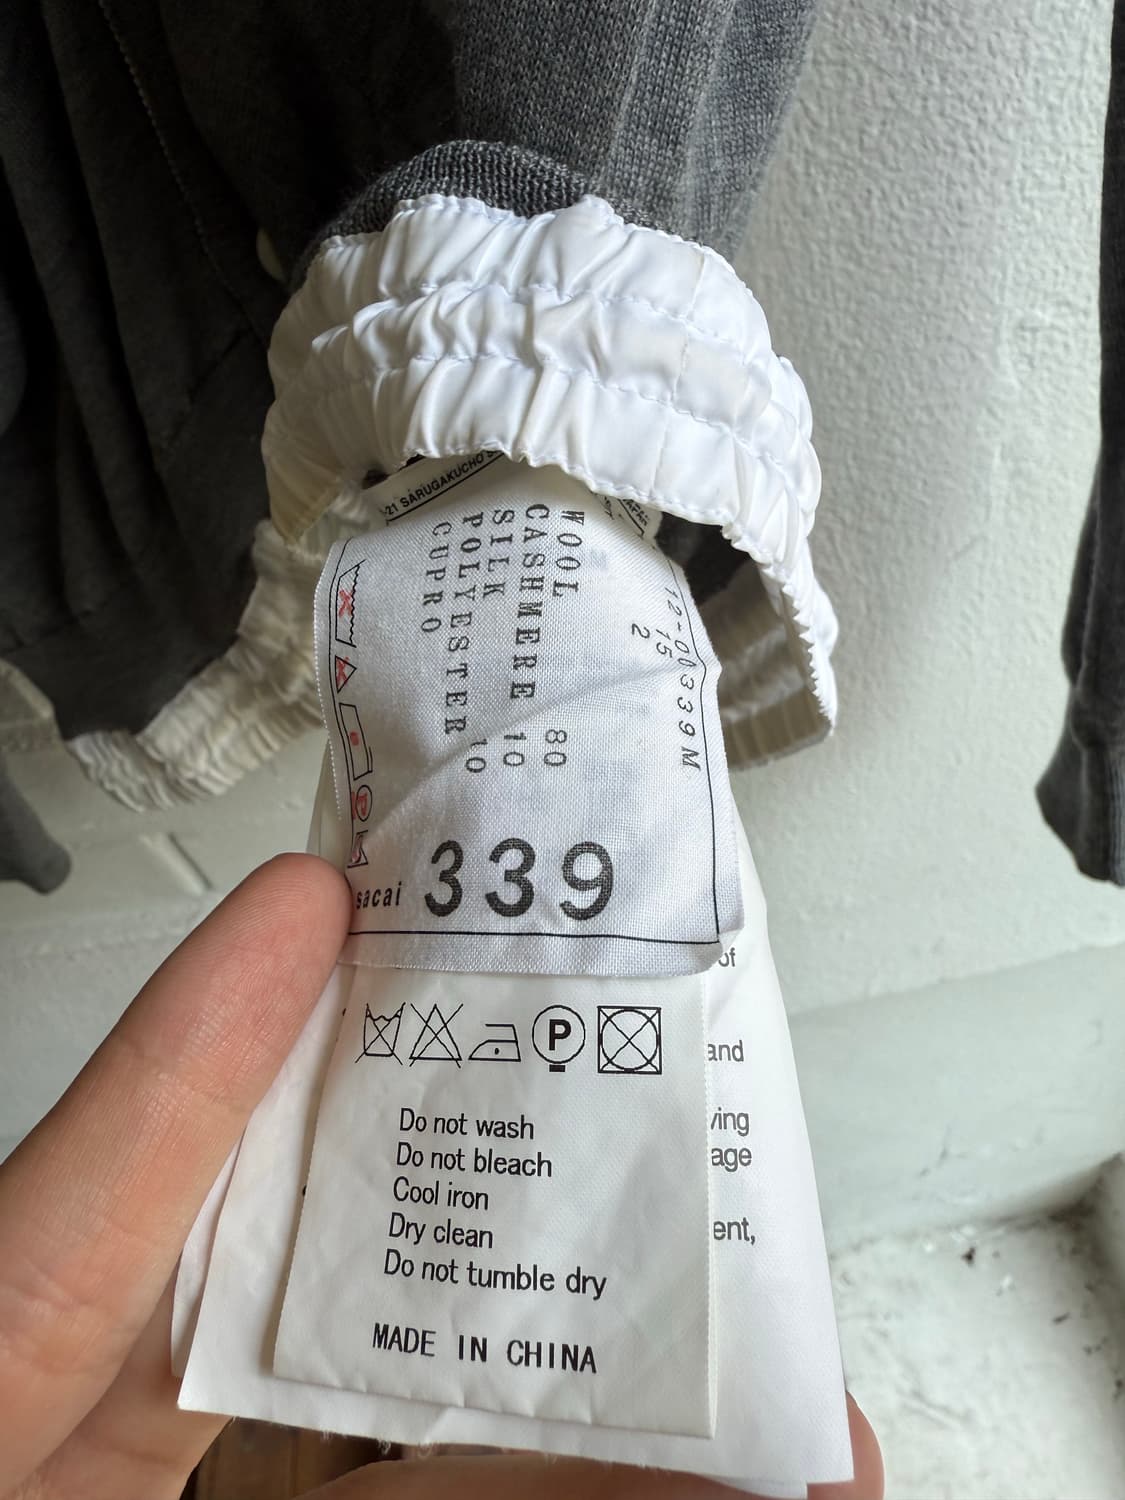 21 SARUGAKUCHO
12-00339M
15
2
WOOL 80
CASHMERE 10
SILK 10
POLYESTER
CUPRO
sacai 339
of
and
ving
age
ent,
P
Do not wash
Do not bleach
Cool iron
Dry clean
Do not tumble dry
MADE IN CHINA